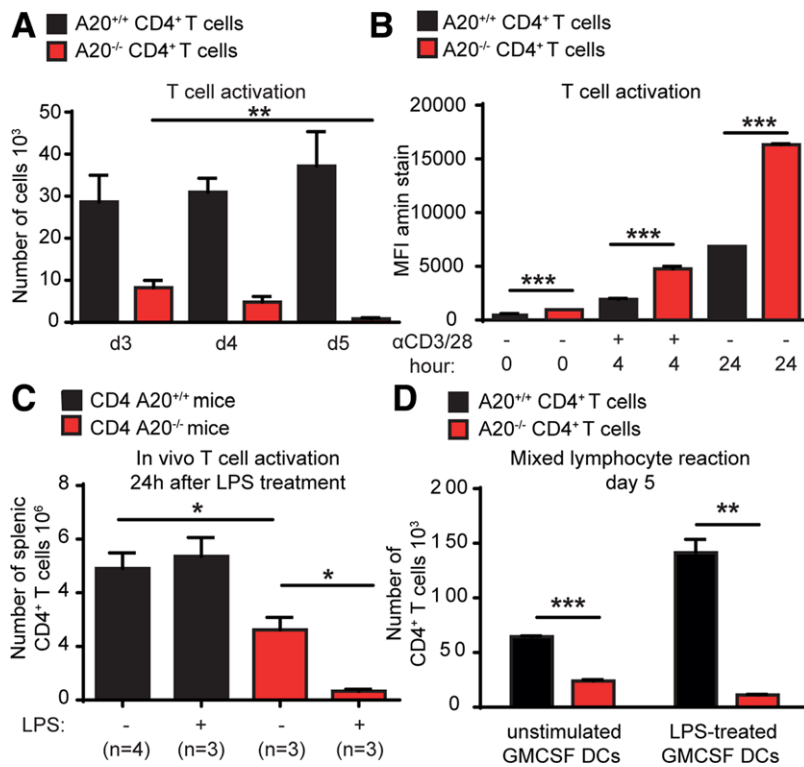 A
A20+/+ CD4+ T cells
A20-/- CD4+ T cells
T cell activation
Number of cells 10³
50
40
30
20
10
0
**
d3 d4 d5
B
A20+/+ CD4+ T cells
A20-/- CD4+ T cells
T cell activation
MFI amin stain
20000
15000
10000
5000
0
***
***
***
αCD3/28 - - + + - -
hour: 0 0 4 4 24 24
C
CD4 A20+/+ mice
CD4 A20-/- mice
In vivo T cell activation
24h after LPS treatment
Number of splenic
CD4+ T cells 10⁶
8
6
4
0
*
*
LPS: - + - +
(n=4) (n=3) (n=3) (n=3)
D
A20+/+ CD4+ T cells
A20-/- CD4+ T cells
Mixed lymphocyte reaction
day 5
Number of
CD4+ T cells 10³
200
150
100
50
0
***
**
unstimulated
GMCSF DCs
LPS-treated
GMCSF DCs